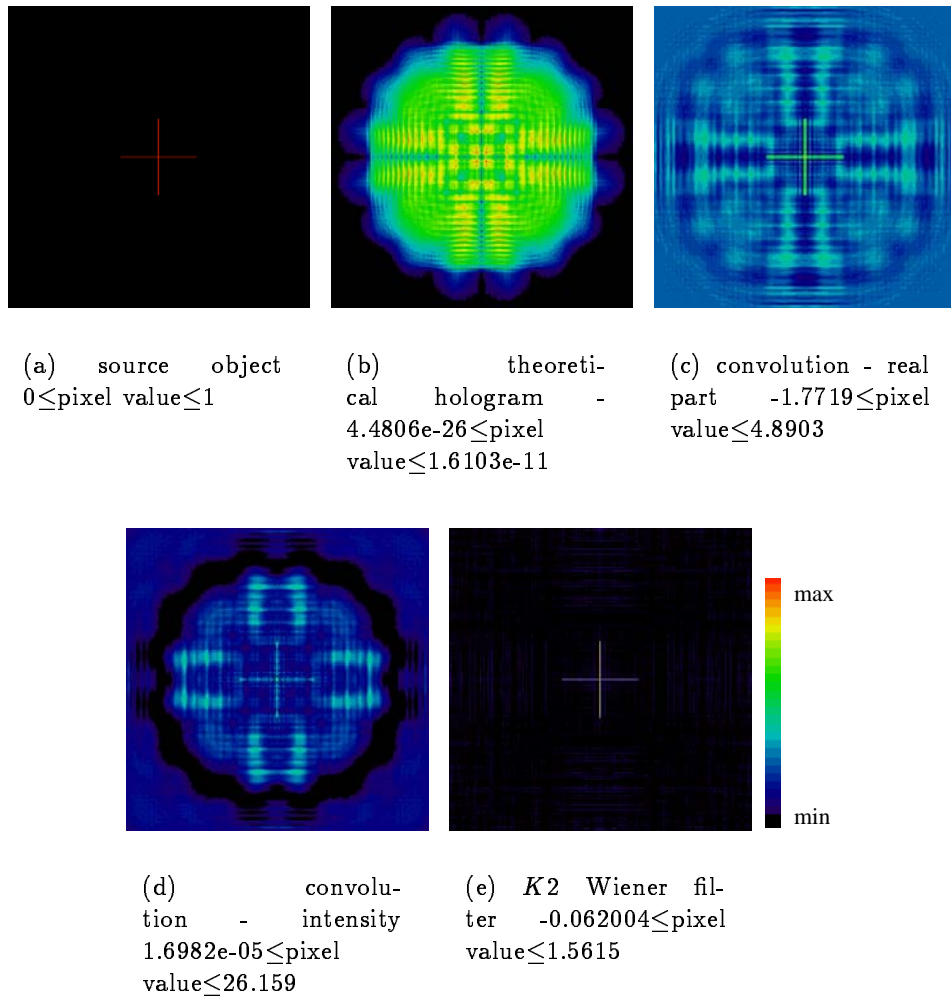 (a) source object
0≤pixel value≤1
(b) theoreti-
cal hologram -
4.4806e-26≤pixel
value≤1.6103e-11
(c) convolution - real
part -1.7719≤pixel
value≤4.8903
max
min
(d) convolu-
tion - intensity
1.6982e-05≤pixel
value≤26.159
(e) K2 Wiener fil-
ter -0.062004≤pixel
value≤1.5615